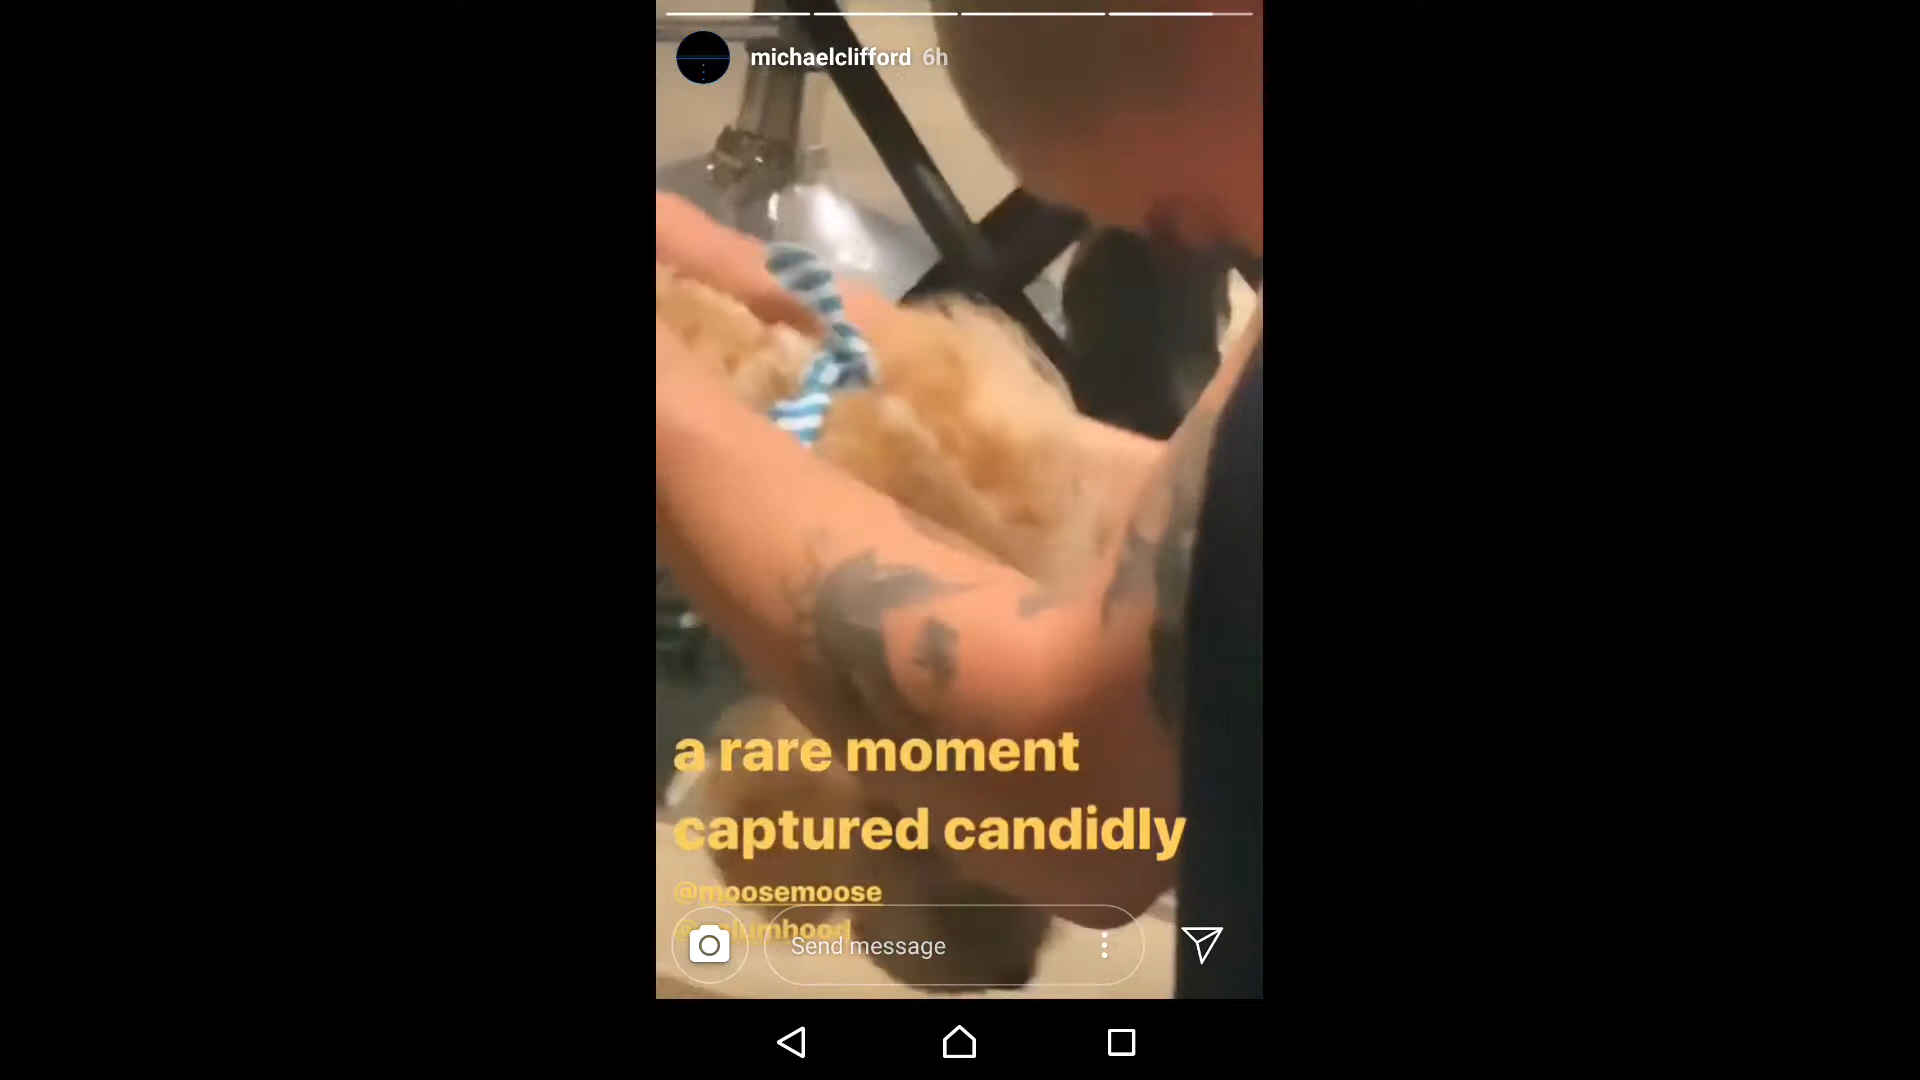 michaelclifford 6h
a rare moment
captured candidly
@moosemoose
Send message